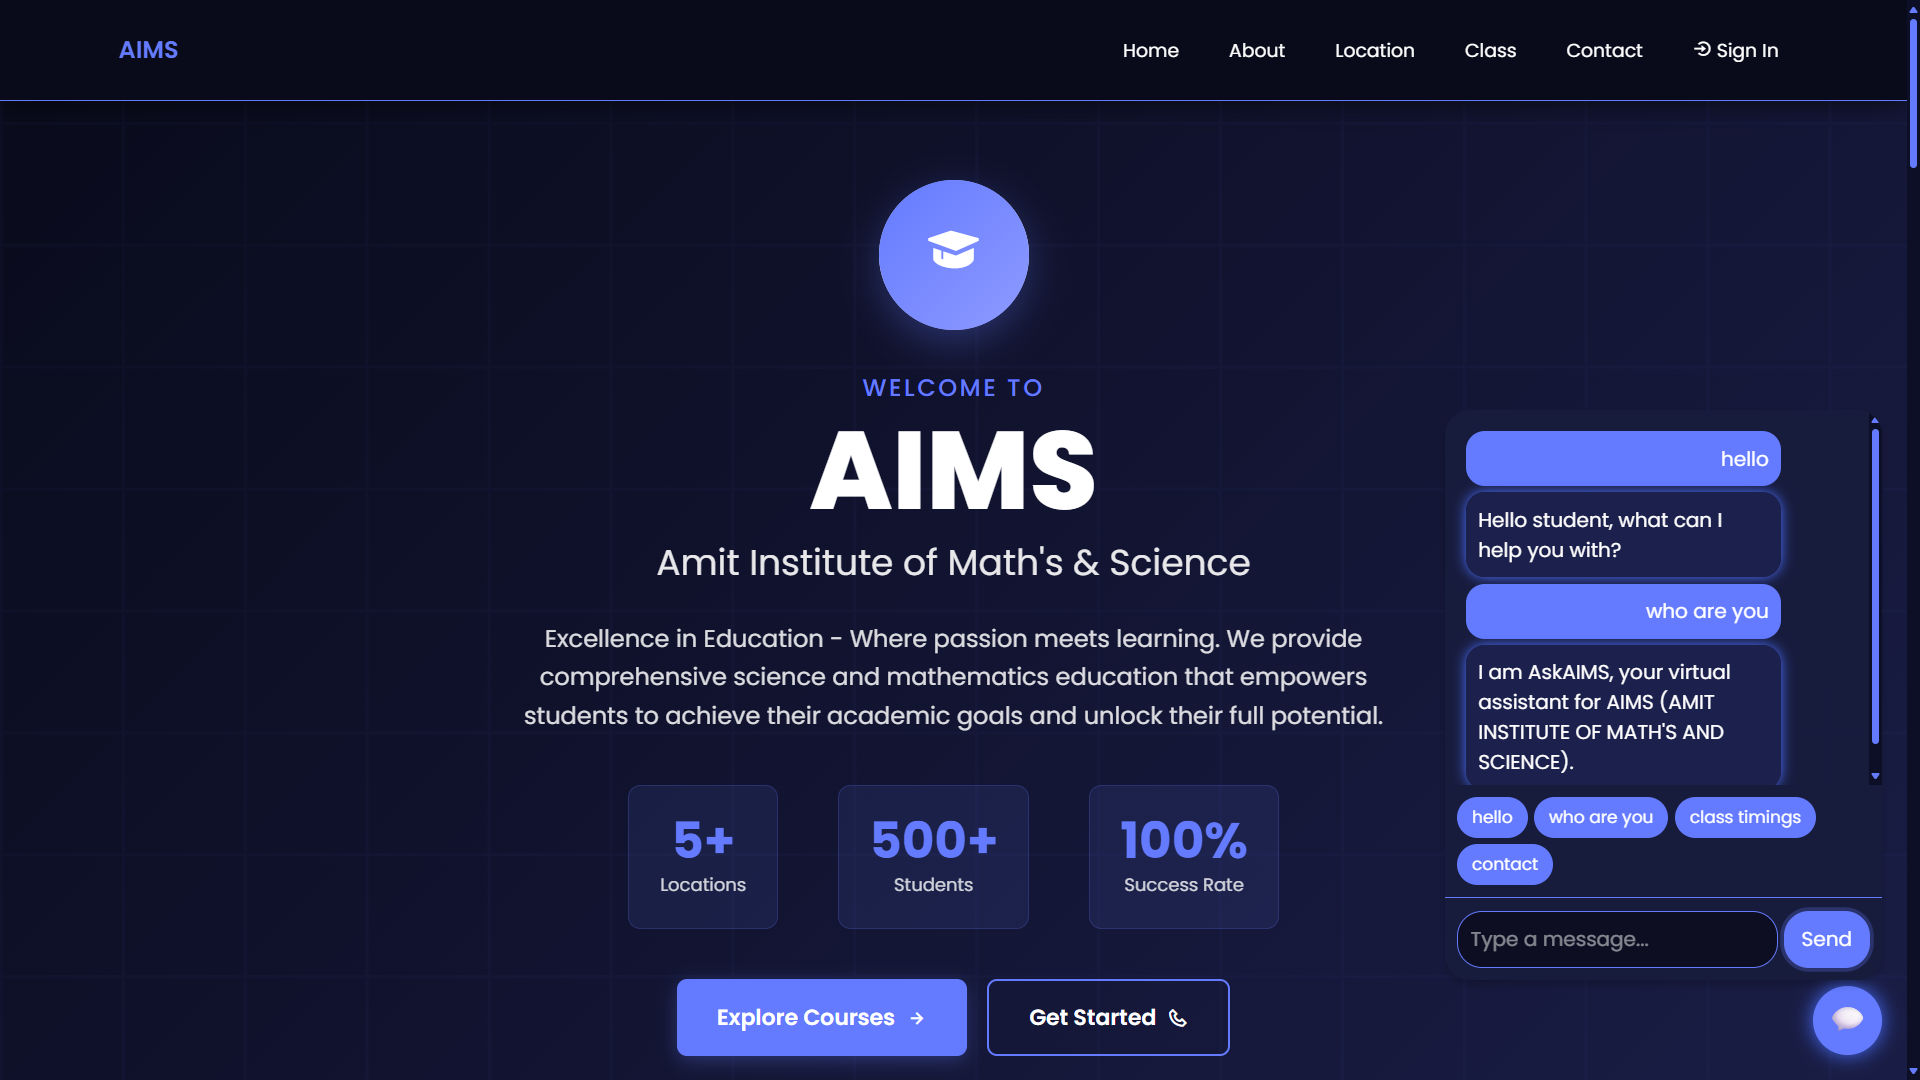 AIMS
Home
About
Location
Class
Contact
Sign In
WELCOME TO
AIMS
Amit Institute of Math's & Science
Excellence in Education - Where passion meets learning. We provide
comprehensive science and mathematics education that empowers
students to achieve their academic goals and unlock their full potential.
5+
Locations
500+
Students
100%
Success Rate
Explore Courses
Get Started
hello
Hello student, what can I
help you with?
who are you
I am AskAIMS, your virtual
assistant for AIMS (AMIT
INSTITUTE OF MATH'S AND
SCIENCE).
hello
who are you
class timings
contact
Type a message...
Send